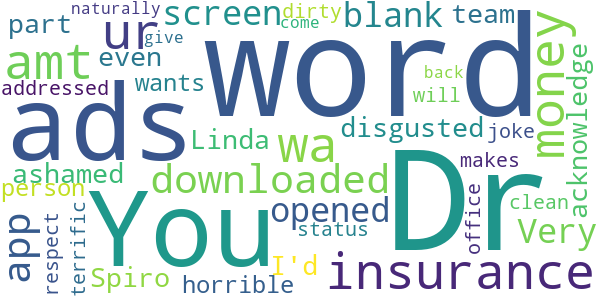 naturally
part
ur
screen
dirty
blank
team
give
come
amt
even
word
back
addressed
wants
will
money
acknowledge
ads
Linda
wa
disgusted
joke
ashamed
makes
person
You
downloaded
Dr
clean
app
respect
terrific
opened
office
Very
status
Spiro
horrible
I'd
insurance